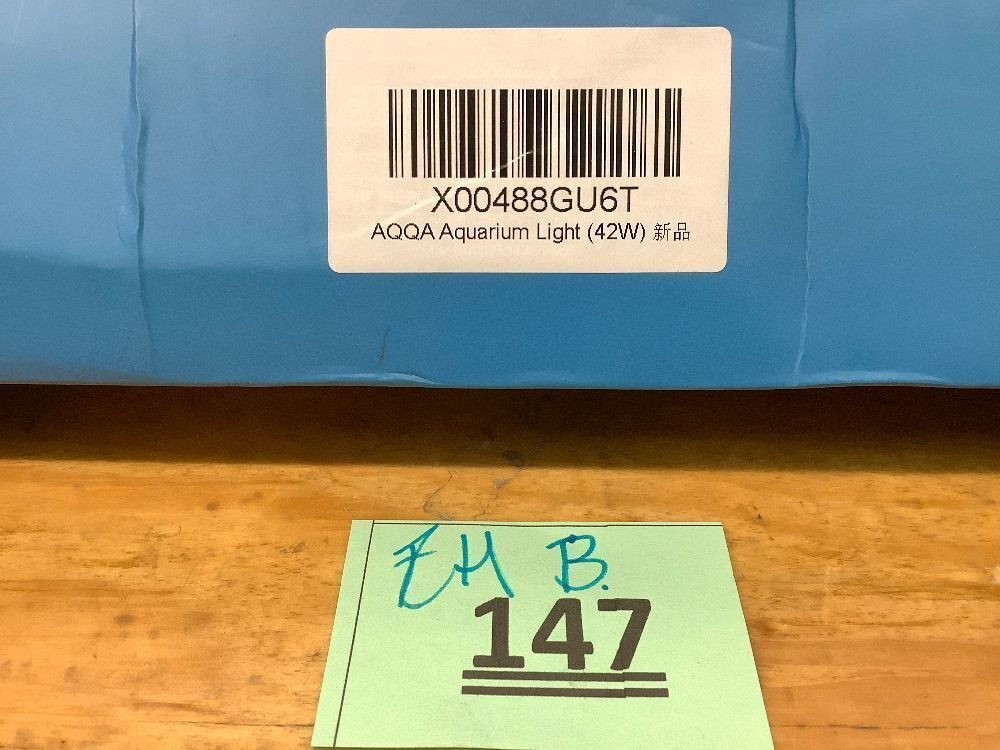 X00488GU6T
AQQA Aquarium Light (42W) 新品
EH B.
147